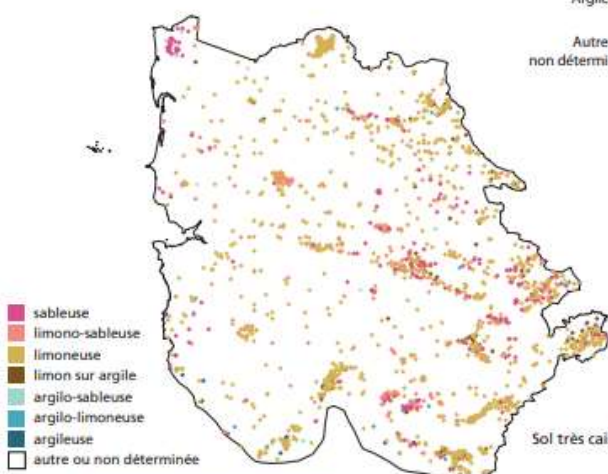 Argile
Autre
non détermi
sableuse
limono-sableuse
limoneuse
limon sur argile
argilo-sableuse
argilo-limoneuse
argileuse
autre ou non déterminée
Sol très cai